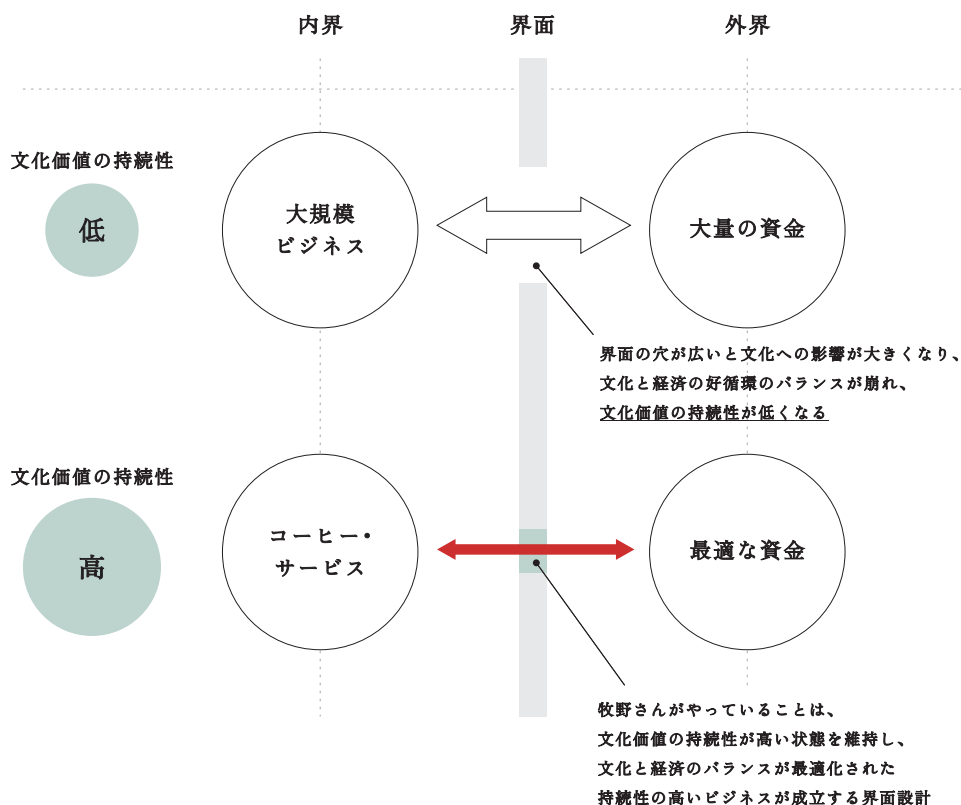 内界
界面
外界
文化価値の持続性
低
大規模
ビジネス
大量の資金
界面の穴が広いと文化への影響が大きくなり、
文化と経済の好循環のバランスが崩れ、
文化価値の持続性が低くなる
文化価値の持続性
高
コーヒー・
サービス
最適な資金
牧野さんがやっていることは、
文化価値の持続性が高い状態を維持し、
文化と経済のバランスが最適化された
持続性の高いビジネスが成立する界面設計